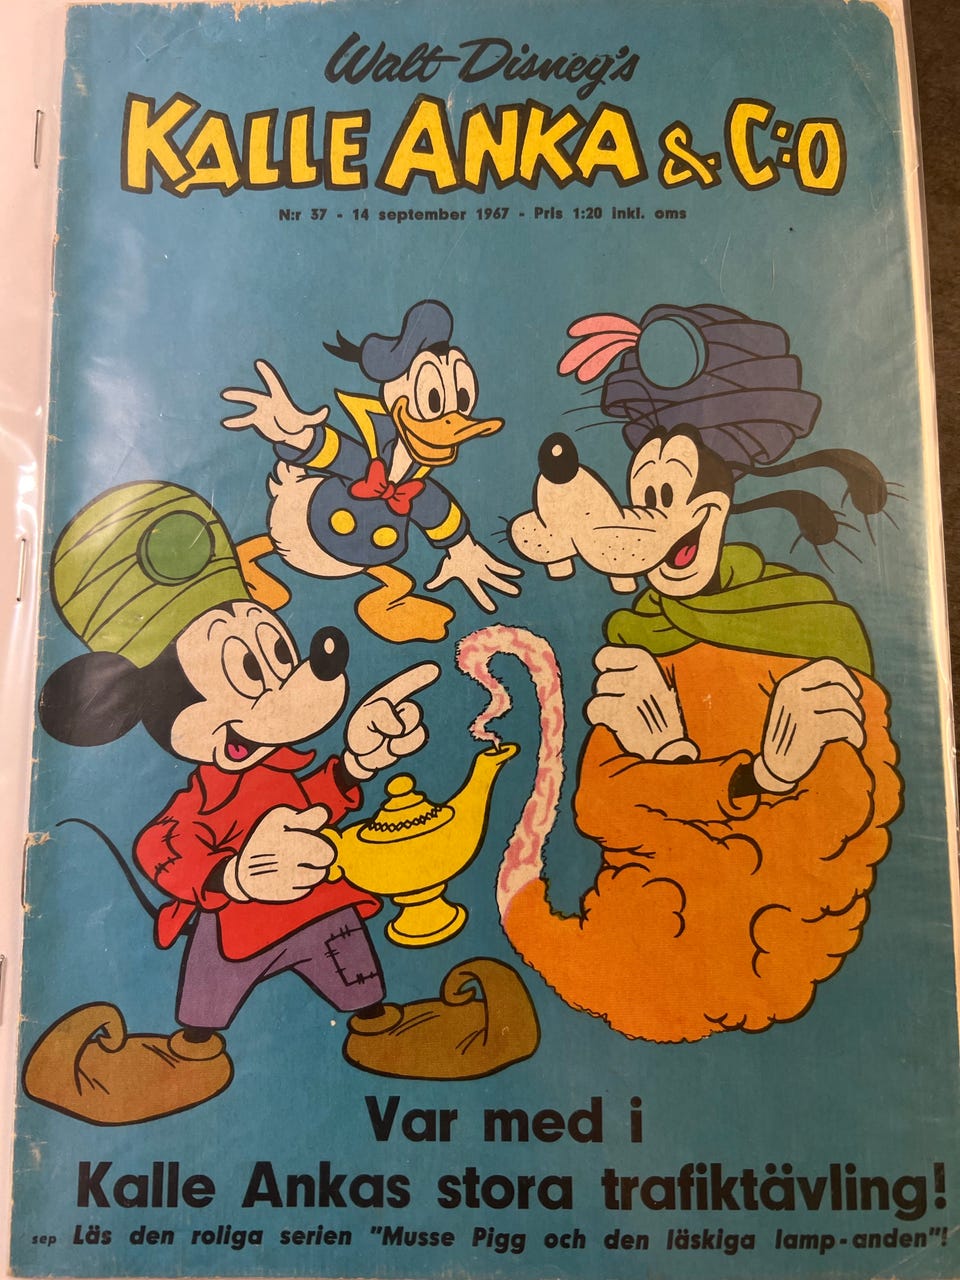 Walt Disney's
KALLE ANKA & C:O
N:r 37 - 14 september 1967 - Pris 1:20 inkl. oms
Var med i
Kalle Ankas stora trafiktävling!
sep Läs den roliga serien "Musse Pigg och den läskiga lamp-anden"!